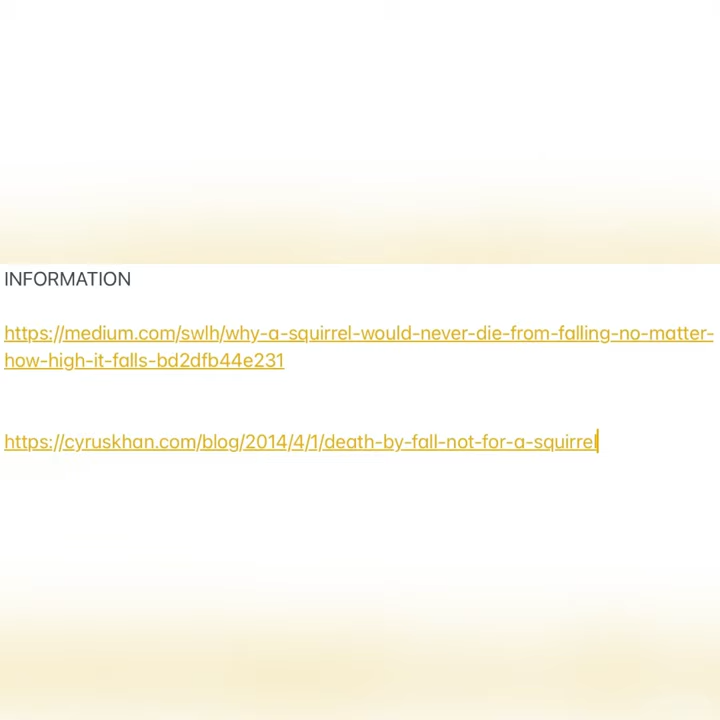 INFORMATION
https://medium.com/swlh/why-a-squirrel-would-never-die-from-falling-no-matter-
how-high-it-falls-bd2dfb44e231
https://cyruskhan.com/blog/2014/4/1/death-by-fall-not-for-a-squirrel